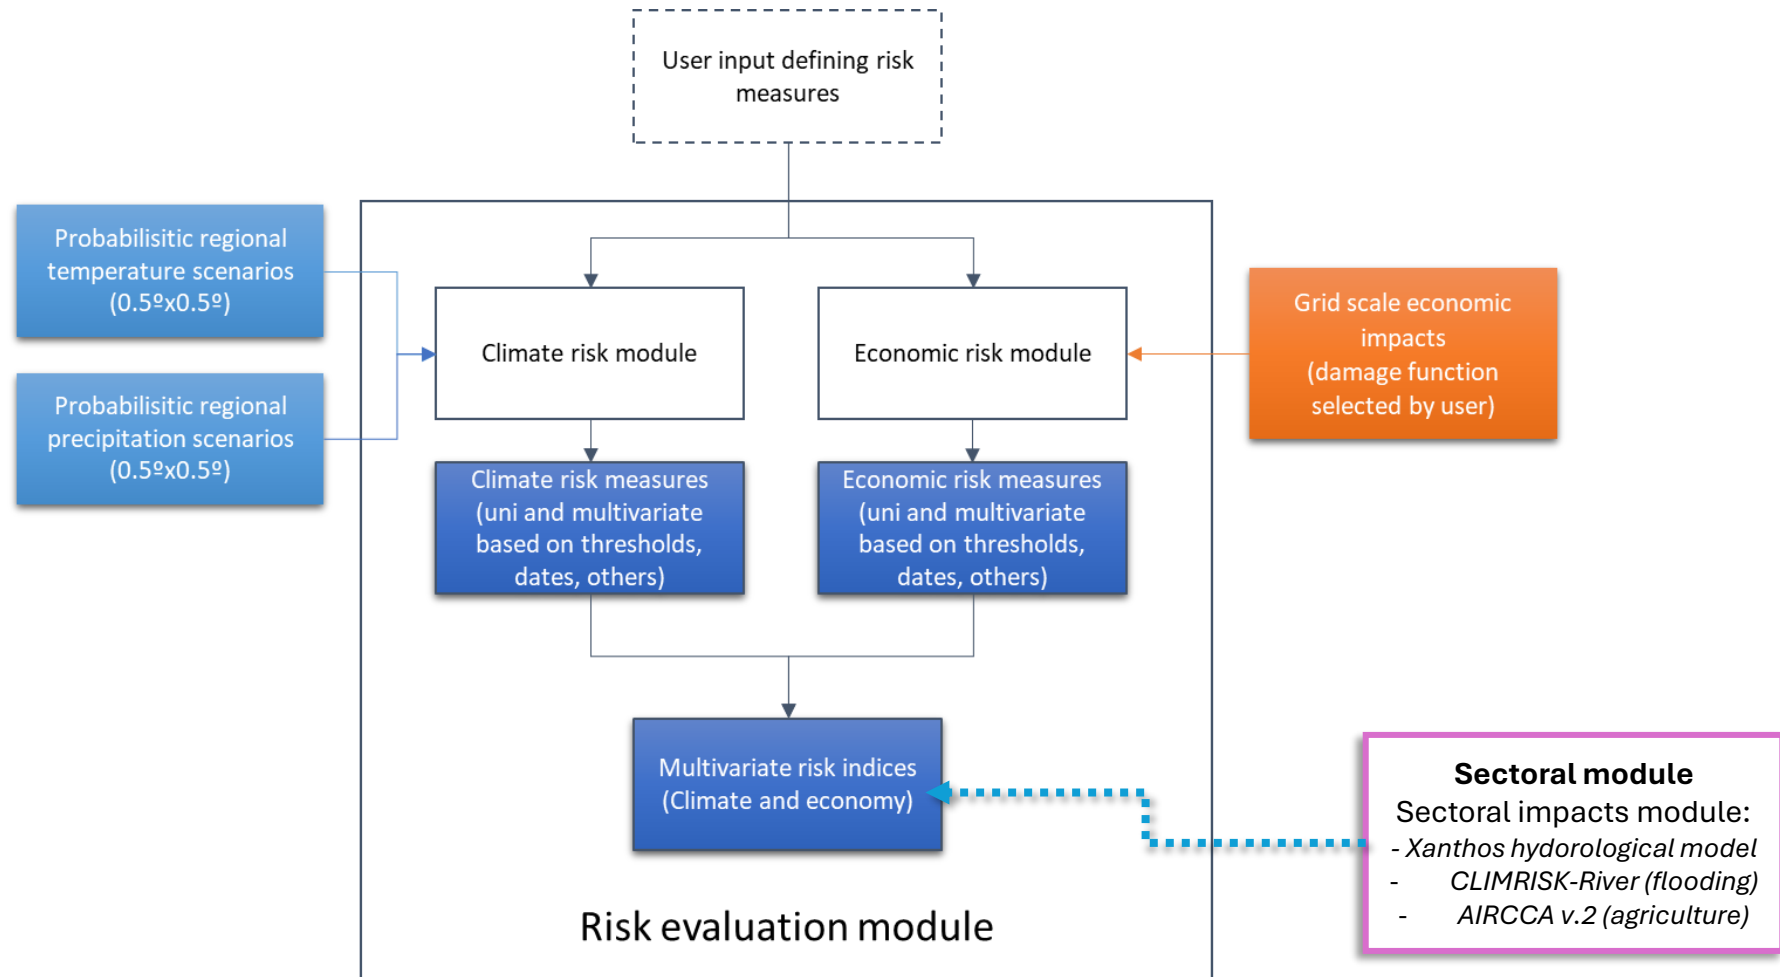 User input defining risk
measures
Probabilisitic regional
temperature scenarios
(0.5ºx0.5º)
Probabilisitic regional
precipitation scenarios
(0.5ºx0.5º)
Climate risk module
Economic risk module
Grid scale economic
impacts
(damage function
selected by user)
Climate risk measures
(uni and multivariate
based on thresholds,
dates, others)
Economic risk measures
(uni and multivariate
based on thresholds,
dates, others)
Multivariate risk indices
(Climate and economy)
Sectoral module
Sectoral impacts module:
- Xanthos hydorological model
- CLIMRISK-River (flooding)
- AIRCCA v.2 (agriculture)
Risk evaluation module